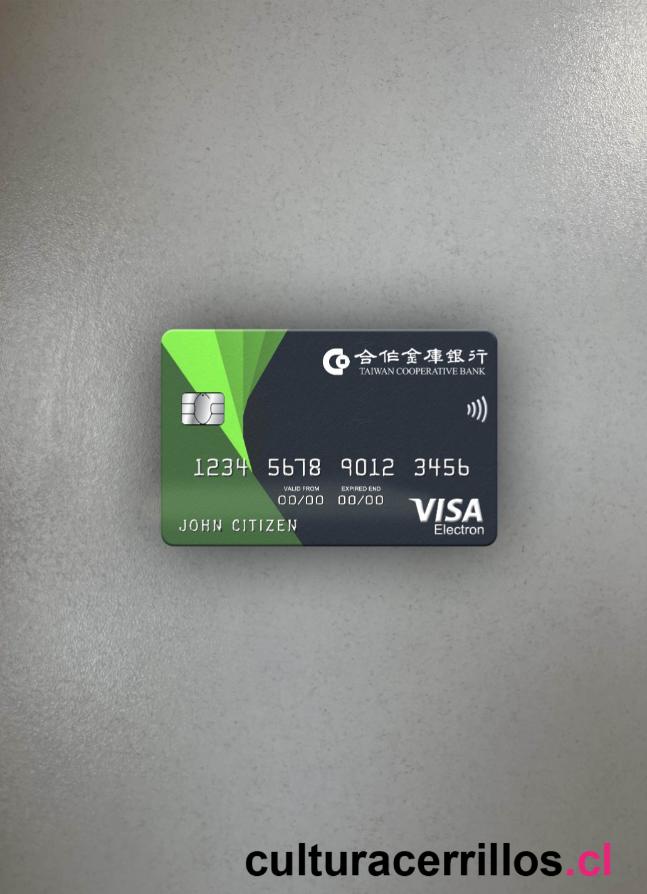 合作金庫銀行
TAIWAN COOPERATIVE BANK
1234 5678 9012 3456
VALID FROM EXPIRED END
00/00 00/00
JOHN CITIZEN
VISA
Electron
culturacerrillos.cl